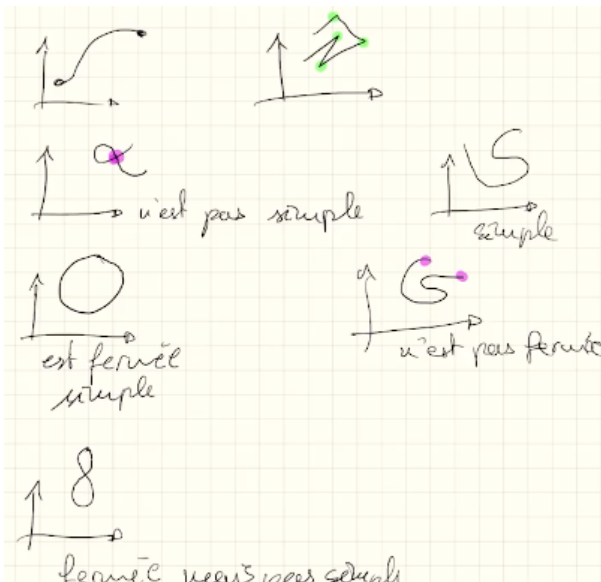 n'est pas simple
simple
est fermée
simple
n'est pas fermée
fermée mais pas simple